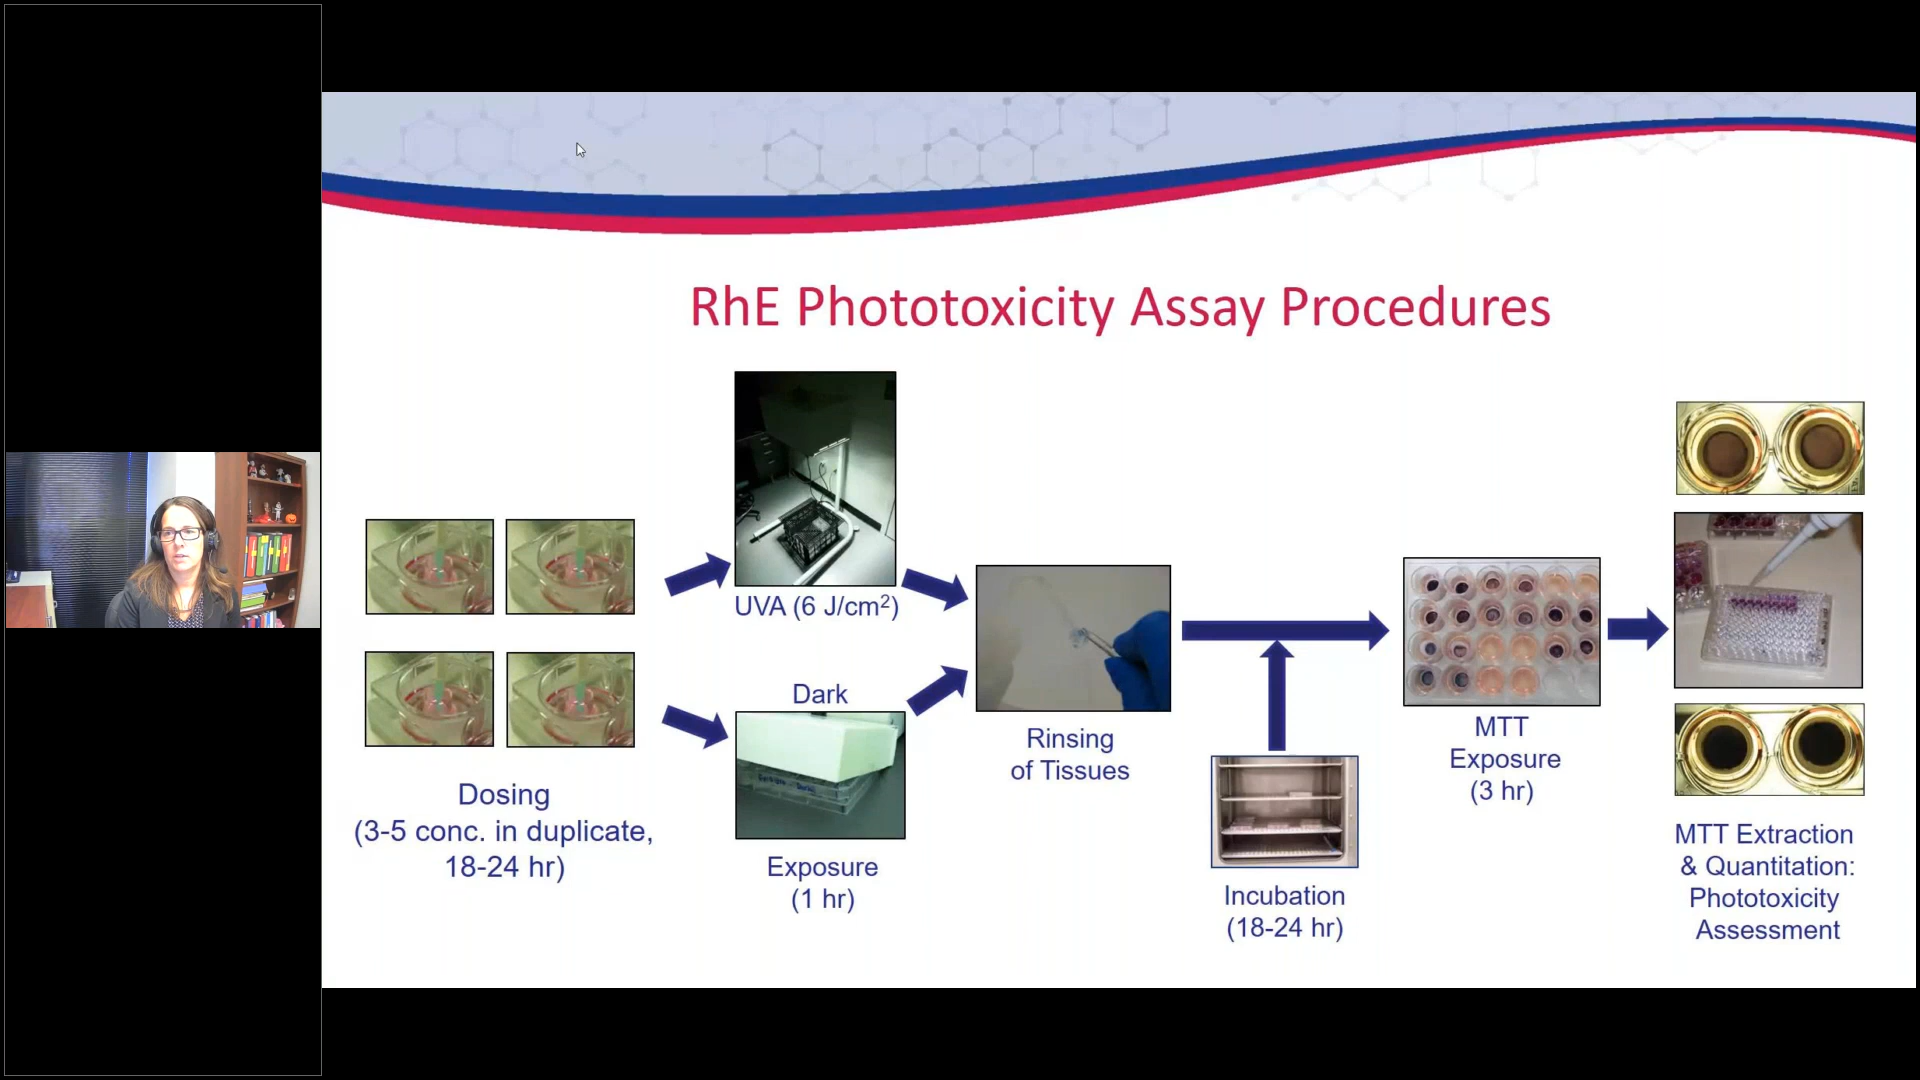 RhE Phototoxicity Assay Procedures
Dosing
(3-5 conc. in duplicate,
18-24 hr)
UVA (6 J/cm²)
Dark
Exposure
(1 hr)
Rinsing
of Tissues
Incubation
(18-24 hr)
MTT
Exposure
(3 hr)
MTT Extraction
& Quantitation:
Phototoxicity
Assessment